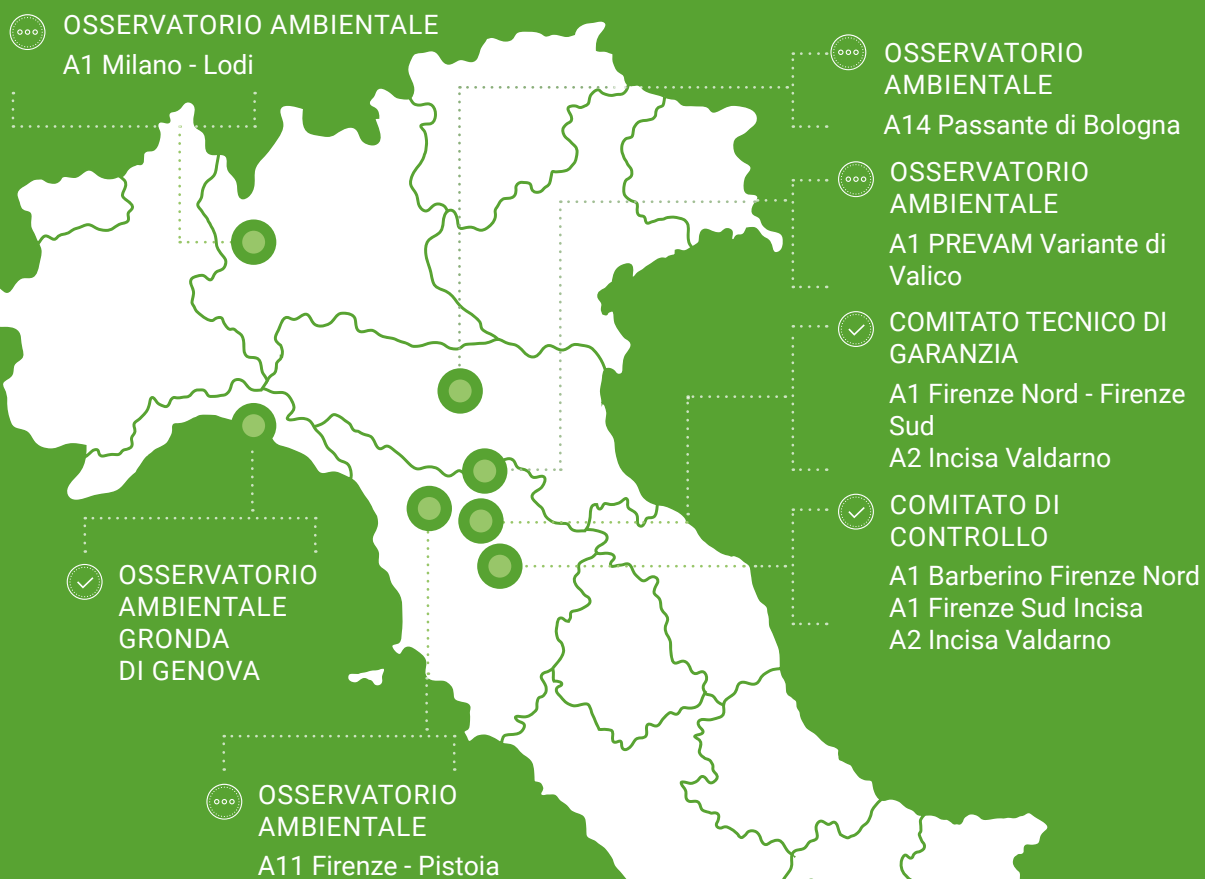 OSSERVATORIO AMBIENTALE
A1 Milano - Lodi
OSSERVATORIO
AMBIENTALE
A14 Passante di Bologna
OSSERVATORIO
AMBIENTALE
A1 PREVAM Variante di
Valico
COMITATO TECNICO DI
GARANZIA
A1 Firenze Nord - Firenze
Sud
A2 Incisa Valdarno
COMITATO DI
CONTROLLO
A1 Barberino Firenze Nord
A1 Firenze Sud Incisa
A2 Incisa Valdarno
OSSERVATORIO
AMBIENTALE
GRONDA
DI GENOVA
OSSERVATORIO
AMBIENTALE
A11 Firenze - Pistoia